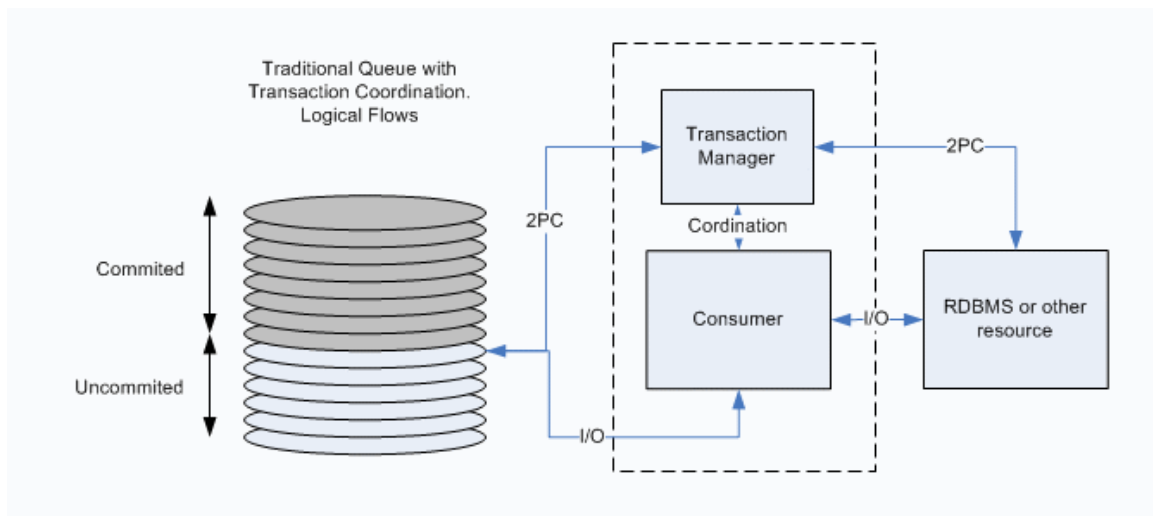 Traditional Queue with
Transaction Coordination.
Logical Flows
Transaction
Manager
2PC
2PC
Cordination
Commited
Consumer
I/O
RDBMS or other
resource
Uncommited
I/O